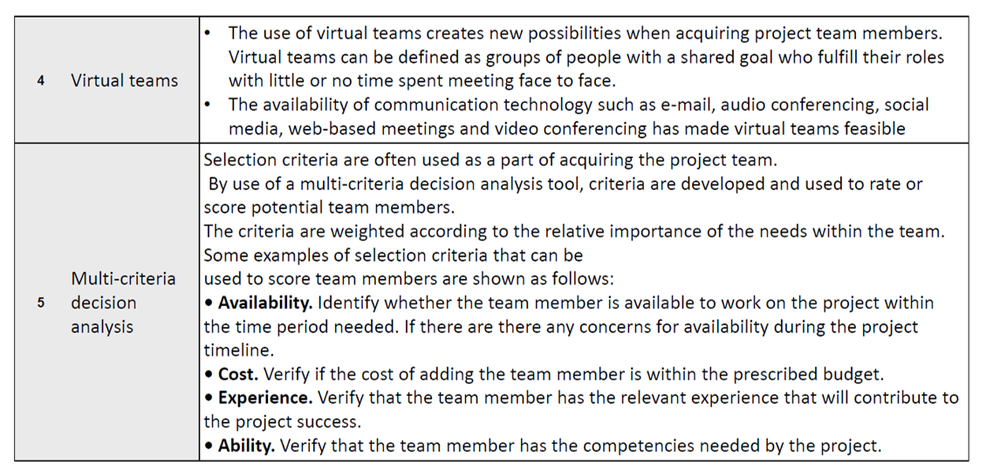 4 Virtual teams
• The use of virtual teams creates new possibilities when acquiring project team members.
Virtual teams can be defined as groups of people with a shared goal who fulfill their roles
with little or no time spent meeting face to face.
• The availability of communication technology such as e-mail, audio conferencing, social
media, web-based meetings and video conferencing has made virtual teams feasible
5 Multi-criteria
decision
analysis
Selection criteria are often used as a part of acquiring the project team.
By use of a multi-criteria decision analysis tool, criteria are developed and used to rate or
score potential team members.
The criteria are weighted according to the relative importance of the needs within the team.
Some examples of selection criteria that can be
used to score team members are shown as follows:
• Availability. Identify whether the team member is available to work on the project within
the time period needed. If there are there any concerns for availability during the project
timeline.
• Cost. Verify if the cost of adding the team member is within the prescribed budget.
• Experience. Verify that the team member has the relevant experience that will contribute to
the project success.
• Ability. Verify that the team member has the competencies needed by the project.